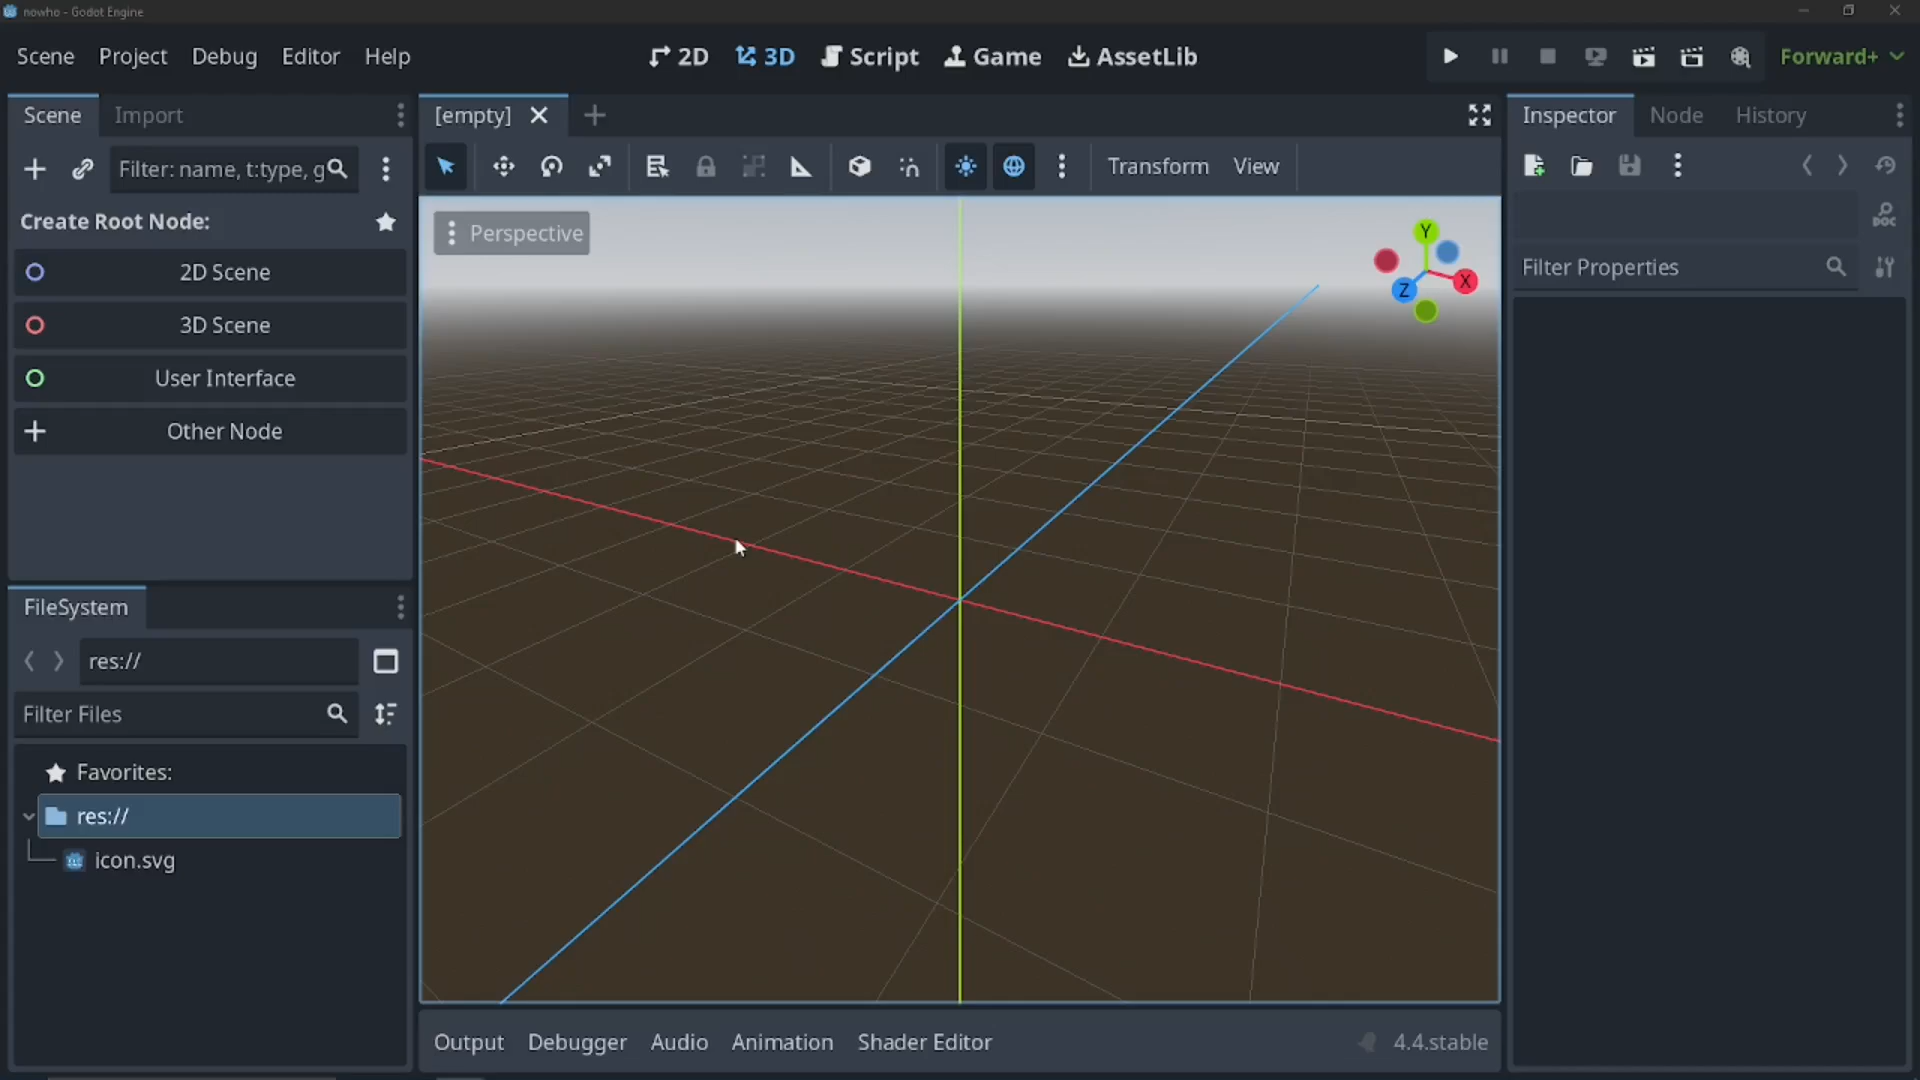 nowho - Godot Engine
Scene Project Debug Editor Help
2D 3D Script Game AssetLib
Forward+
Scene Import
Filter: name, t:type, g
Create Root Node:
2D Scene
3D Scene
User Interface
Other Node
FileSystem
res://
Filter Files
Favorites:
res://
icon.svg
[empty]
Transform View
Perspective
Y
X
Z
Output Debugger Audio Animation Shader Editor
4.4.stable
Inspector Node History
DOC
Filter Properties